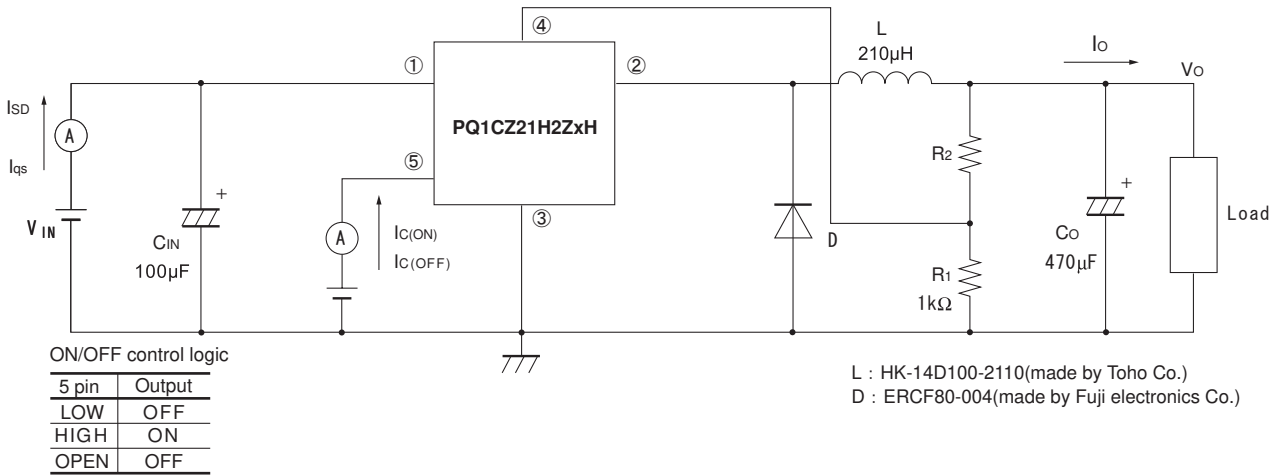 ④
L
210µH
IO
①
②
VO
ISD
A
PQ1CZ21H2ZxH
R2
Iqs
⑤
+
+
③
VIN
A
IC(ON)
D
Load
CIN
IC(OFF)
CO
100µF
R1
470µF
1kΩ
ON/OFF control logic
5 pin Output
LOW OFF
HIGH ON
OPEN OFF
L : HK-14D100-2110(made by Toho Co.)
D : ERCF80-004(made by Fuji electronics Co.)